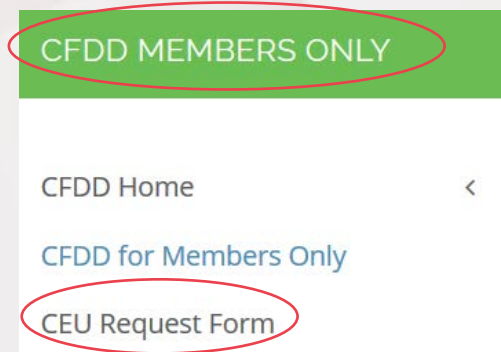 CFDD MEMBERS ONLY
CFDD Home <
CFDD for Members Only
CEU Request Form